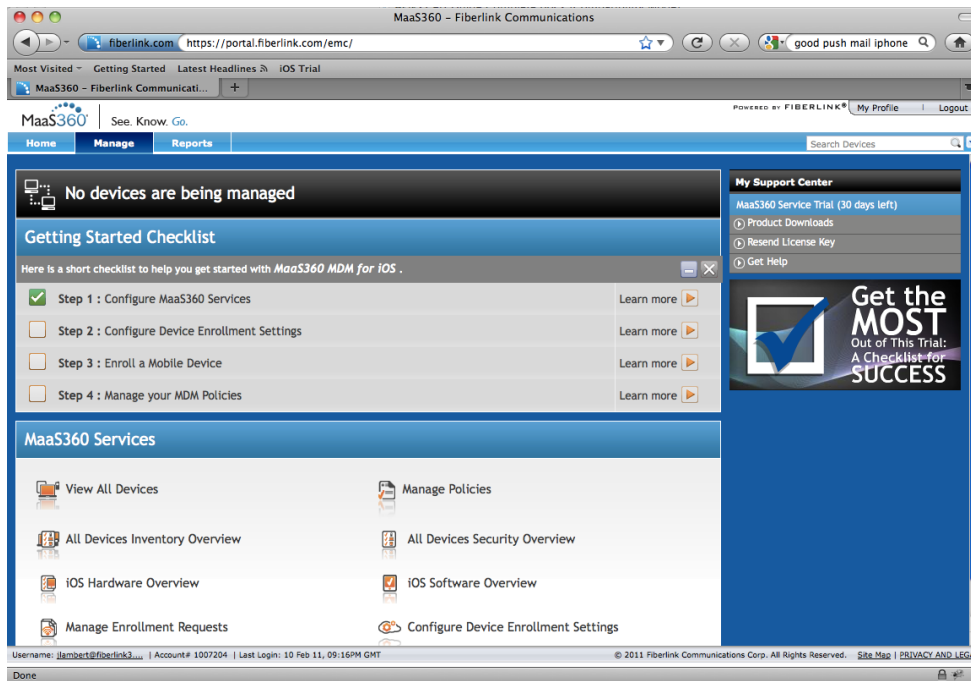 MaaS360 – Fiberlink Communications
fiberlink.com https://portal.fiberlink.com/emc/ good push mail iphone
Most Visited Getting Started Latest Headlines iOS Trial
MaaS360 – Fiberlink Communicati... +
MaaS360 See. Know. Go. POWERED BY FIBERLINK® My Profile | Logout
Home Manage Reports Search Devices
No devices are being managed
Getting Started Checklist
Here is a short checklist to help you get started with MaaS360 MDM for iOS .
Step 1 : Configure MaaS360 Services Learn more
Step 2 : Configure Device Enrollment Settings Learn more
Step 3 : Enroll a Mobile Device Learn more
Step 4 : Manage your MDM Policies Learn more
My Support Center
MaaS360 Service Trial (30 days left)
Product Downloads
Resend License Key
Get Help
Get the
MOST
Out of This Trial:
A Checklist for
SUCCESS
MaaS360 Services
View All Devices Manage Policies
All Devices Inventory Overview All Devices Security Overview
iOS Hardware Overview iOS Software Overview
Manage Enrollment Requests Configure Device Enrollment Settings
Username: jlambert@fiberlink3.... | Account# 1007204 | Last Login: 10 Feb 11, 09:16PM GMT © 2011 Fiberlink Communications Corp. All Rights Reserved. Site Map | PRIVACY AND LEG
Done